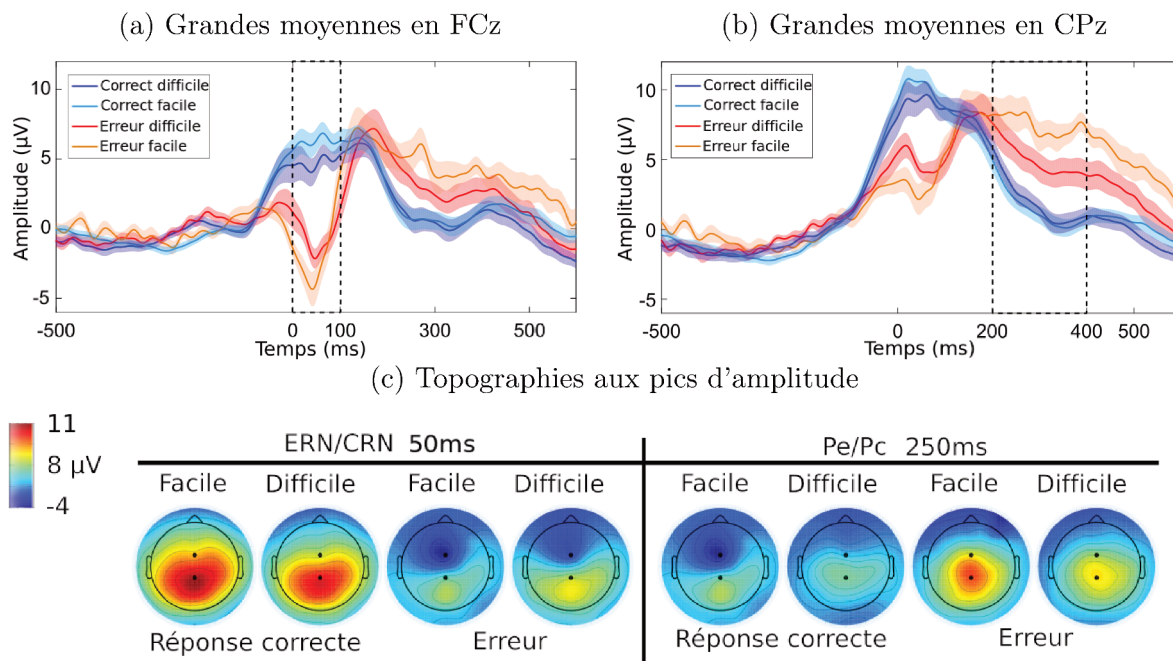 (a) Grandes moyennes en FCz
Amplitude (µV)
10
5
0
-5
Correct difficile
Correct facile
Erreur difficile
Erreur facile
-500
0
100
300
500
Temps (ms)
(b) Grandes moyennes en CPz
Amplitude (µV)
10
5
0
-5
Correct difficile
Correct facile
Erreur difficile
Erreur facile
-500
0
200
400
500
Temps (ms)
(c) Topographies aux pics d'amplitude
11
8 µV
-4
ERN/CRN 50ms
Facile Difficile Facile Difficile
Réponse correcte Erreur
Pe/Pc 250ms
Facile Difficile Facile Difficile
Réponse correcte Erreur